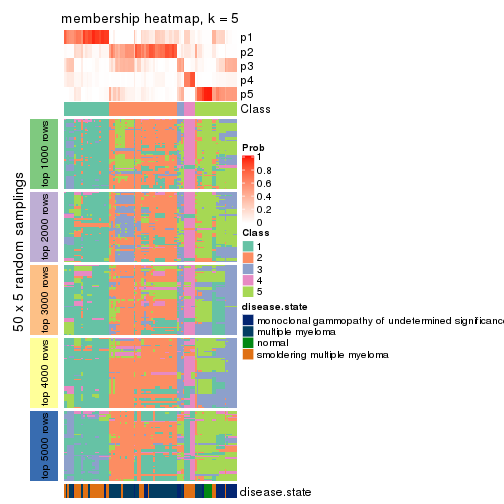 membership heatmap, k = 5
p1
p2
p3
p4
p5
Class
50 x 5 random samplings
top 1000 rows
top 2000 rows
top 3000 rows
top 4000 rows
top 5000 rows
disease.state
Prob
1
0.8
0.6
0.4
0.2
0
Class
1
2
3
4
5
disease.state
monoclonal gammopathy of undetermined significance
multiple myeloma
normal
smoldering multiple myeloma